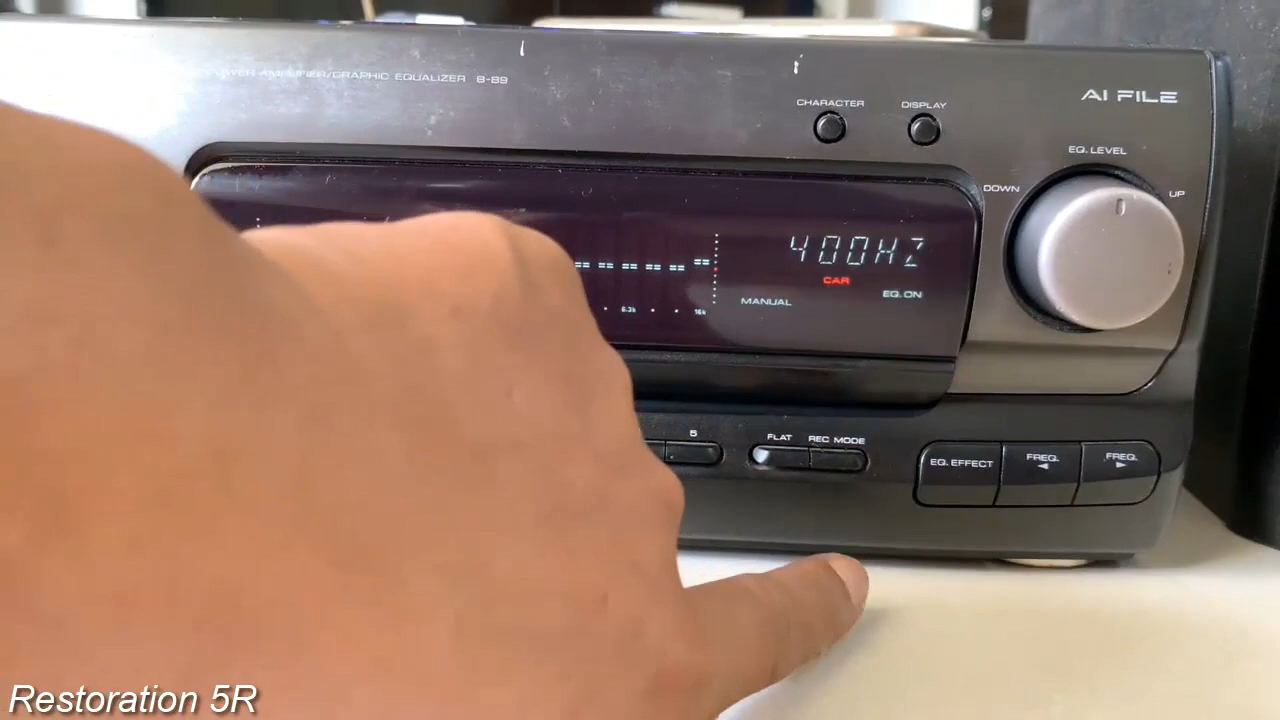 AMPLIFIER/GRAPHIC EQUALIZER
AI FILE
CHARACTER
DISPLAY
EQ. LEVEL
DOWN
UP
400HZ
CAR
MANUAL
EQ. ON
6.3k
16k
5
FLAT
REC MODE
EQ. EFFECT
FREQ.
◄
FREQ.
►
Restoration 5R